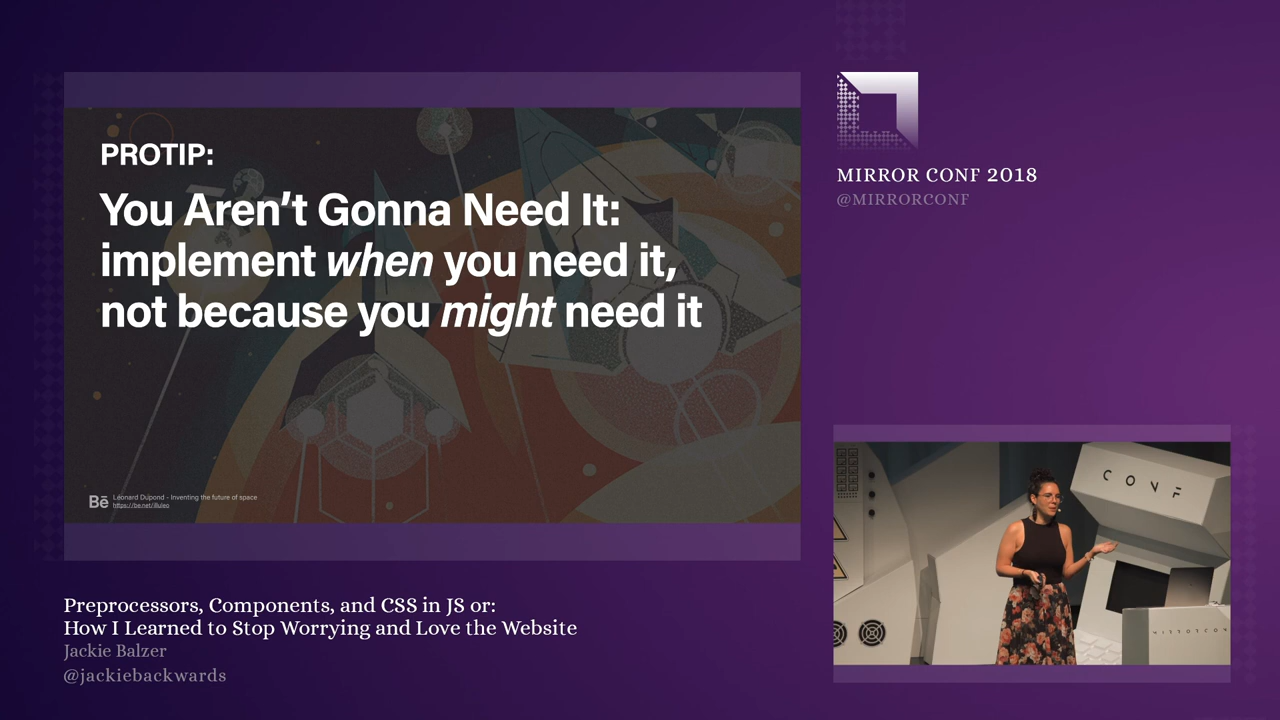 PROTIP:
You Aren't Gonna Need It:
implement when you need it,
not because you might need it
Bē
Léonard Dupond - Inventing the future of space
https://be.net/illuleo
MIRROR CONF 2018
@MIRRORCONF
CONF
Preprocessors, Components, and CSS in JS or:
How I Learned to Stop Worrying and Love the Website
Jackie Balzer
@jackiebackwards